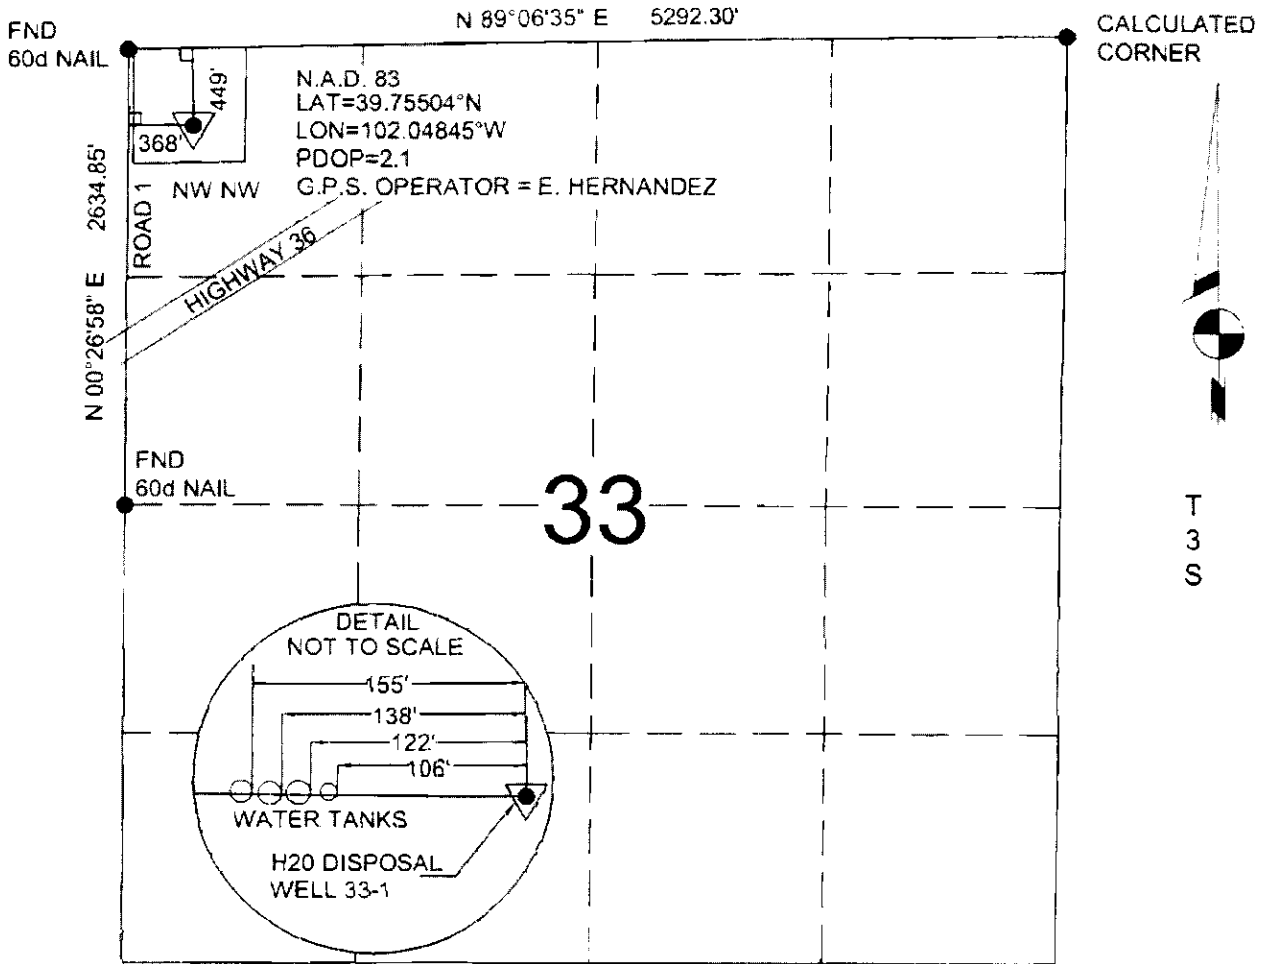 N 89°06'35" E 5292.30'
FND
60d NAIL
CALCULATED
CORNER
449'
368'
N.A.D. 83
LAT=39.75504°N
LON=102.04845°W
PDOP=2.1
G.P.S. OPERATOR = E. HERNANDEZ
NW NW
ROAD 1
N 00°26'58" E 2634.85'
HIGHWAY 36
FND
60d NAIL
33
T
3
S
DETAIL
NOT TO SCALE
155'
138'
122'
106'
WATER TANKS
H20 DISPOSAL
WELL 33-1